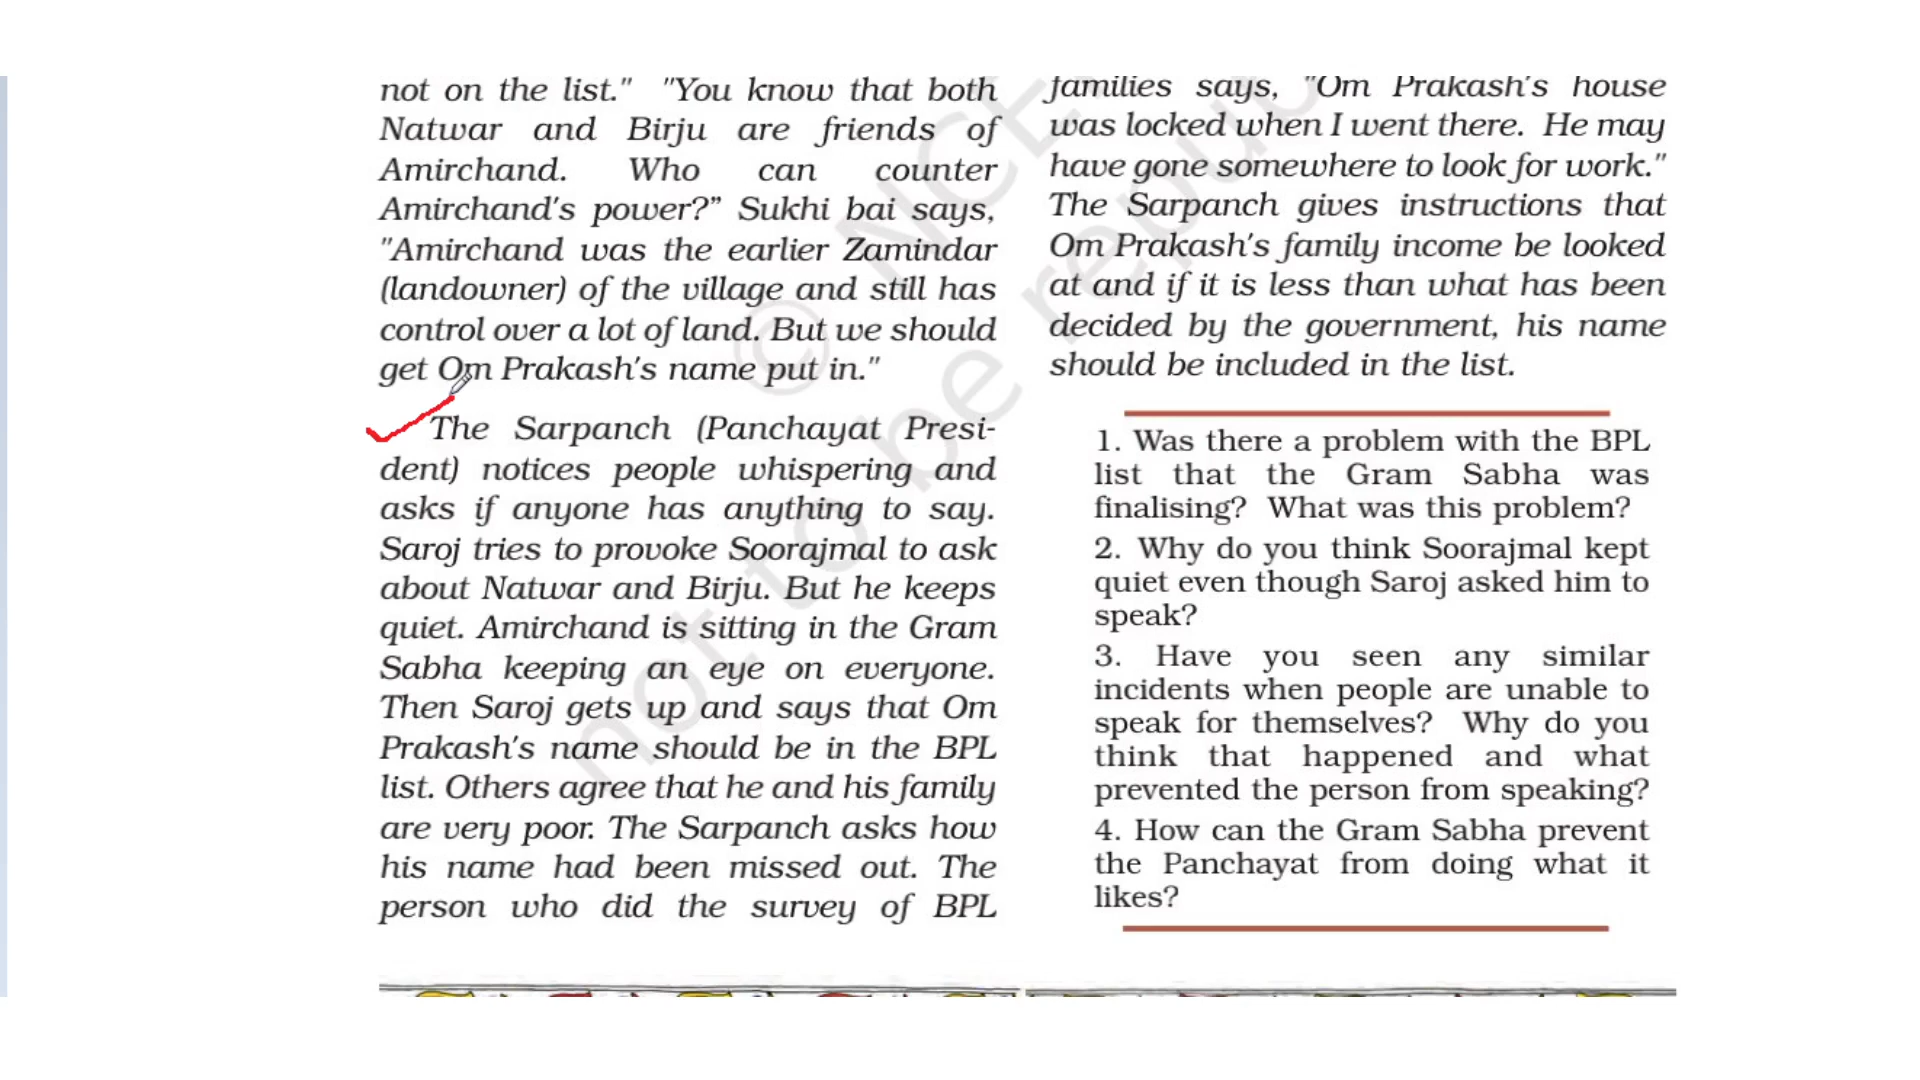 not on the list." "You know that both
Natwar and Birju are friends of
Amirchand. Who can counter
Amirchand's power?” Sukhi bai says,
"Amirchand was the earlier Zamindar
(landowner) of the village and still has
control over a lot of land. But we should
get Om Prakash's name put in."
The Sarpanch (Panchayat Presi-
dent) notices people whispering and
asks if anyone has anything to say.
Saroj tries to provoke Soorajmal to ask
about Natwar and Birju. But he keeps
quiet. Amirchand is sitting in the Gram
Sabha keeping an eye on everyone.
Then Saroj gets up and says that Om
Prakash's name should be in the BPL
list. Others agree that he and his family
are very poor. The Sarpanch asks how
his name had been missed out. The
person who did the survey of BPL
families says, "Om Prakash's house
was locked when I went there. He may
have gone somewhere to look for work."
The Sarpanch gives instructions that
Om Prakash's family income be looked
at and if it is less than what has been
decided by the government, his name
should be included in the list.
1. Was there a problem with the BPL
list that the Gram Sabha was
finalising? What was this problem?
2. Why do you think Soorajmal kept
quiet even though Saroj asked him to
speak?
3. Have you seen any similar
incidents when people are unable to
speak for themselves? Why do you
think that happened and what
prevented the person from speaking?
4. How can the Gram Sabha prevent
the Panchayat from doing what it
likes?
© NCE
not to be repu